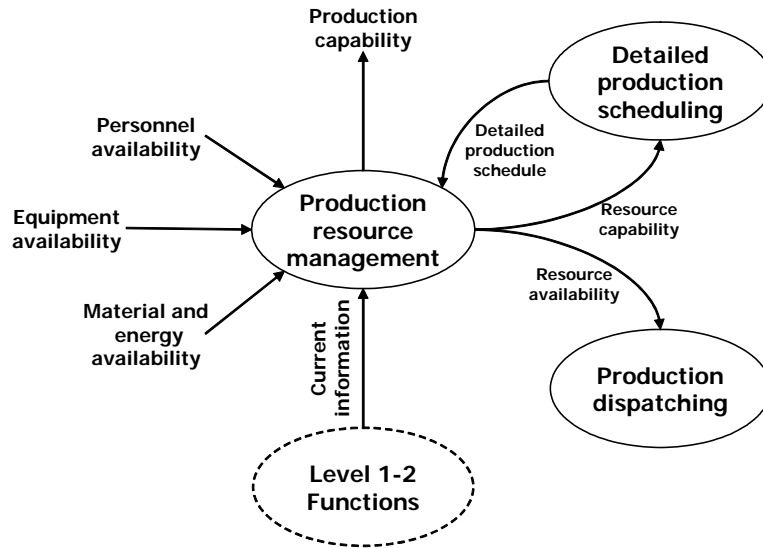 Production
capability
Detailed
production
scheduling
Personnel
availability
Detailed
production
schedule
Production
resource
management
Equipment
availability
Resource
capability
Resource
availability
Material and
energy
availability
Current
information
Production
dispatching
Level 1-2
Functions